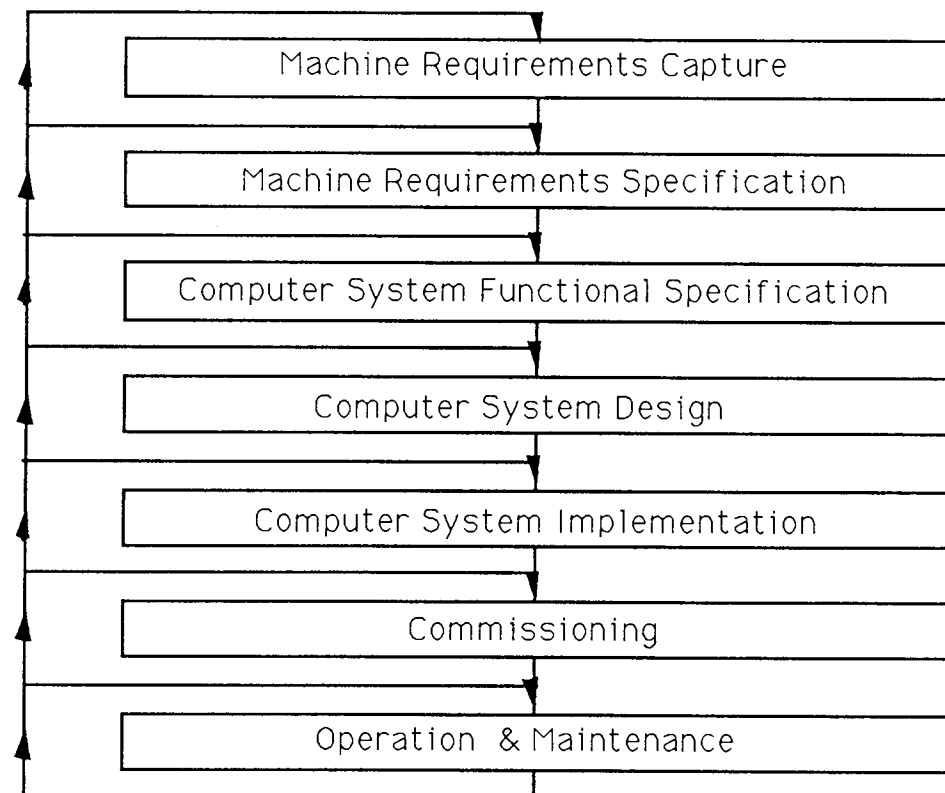 Machine Requirements Capture
Machine Requirements Specification
Computer System Functional Specification
Computer System Design
Computer System Implementation
Commissioning
Operation & Maintenance